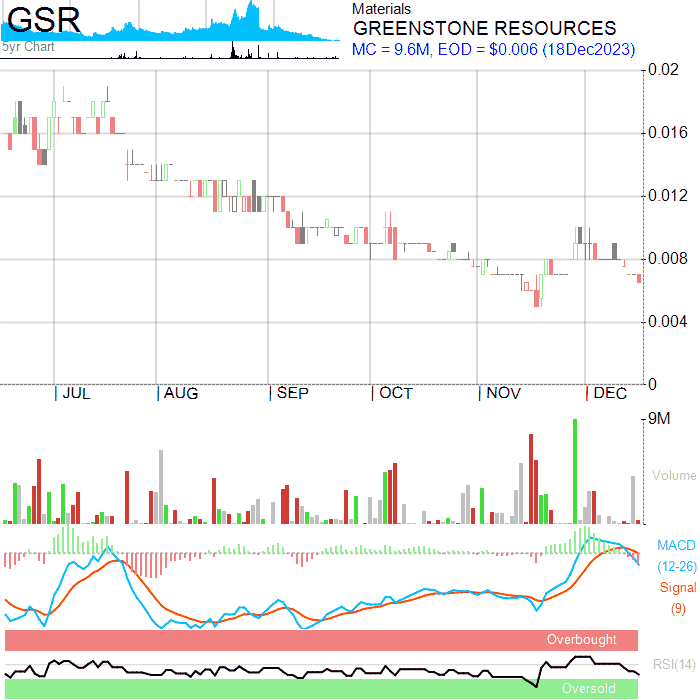 GSR
5yr Chart
Materials
GREENSTONE RESOURCES
MC = 9.6M, EOD = $0.006 (18Dec2023)
0.02
0.016
0.012
0.008
0.004
0
JUL AUG SEP OCT NOV DEC
9M
Volume
MACD
(12-26)
Signal
(9)
Overbought
RSI(14)
Oversold